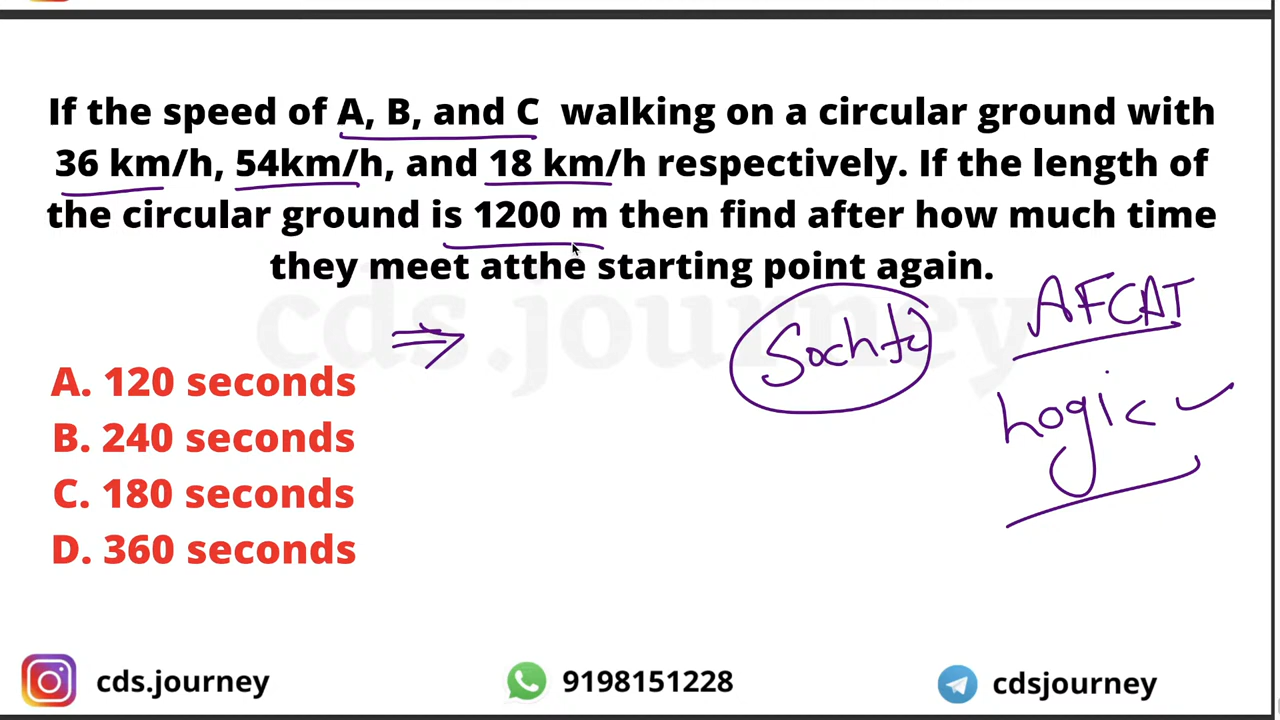 If the speed of A, B, and C walking on a circular ground with
36 km/h, 54km/h, and 18 km/h respectively. If the length of
the circular ground is 1200 m then find after how much time
they meet atthe starting point again.
cds.journey
AFCAT
Logic
A. 120 seconds
B. 240 seconds
C. 180 seconds
D. 360 seconds
cds.journey
9198151228
cdsjourney